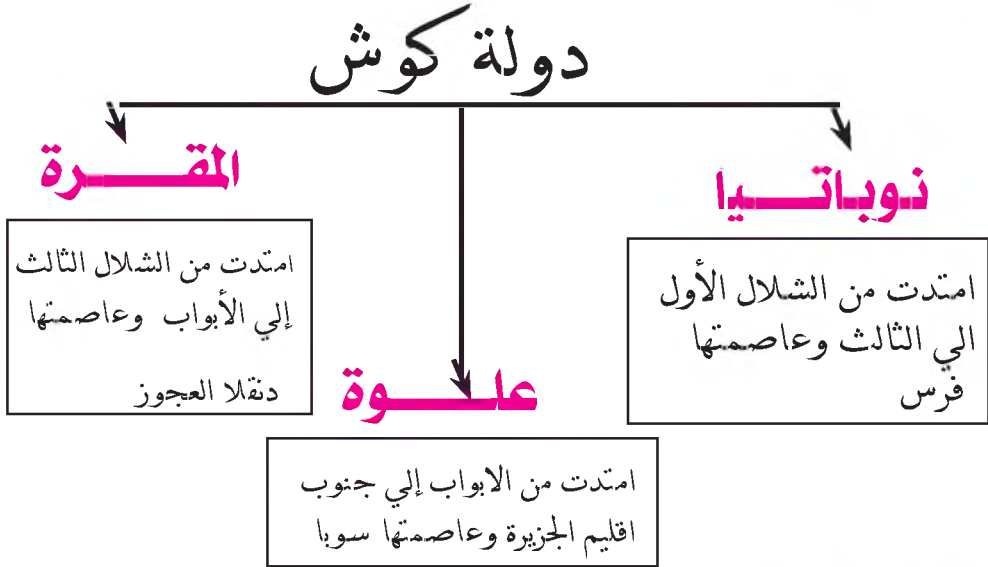 دولة كوش
نوباتـــيا
امتدت من الشلال الأول
الي الثالث وعاصمتها
فرس
المقـــرة
امتدت من الشلال الثالث
إلي الأبواب وعاصمتها
دنقلا العجوز
علـــوة
امتدت من الابواب إلي جنوب
اقليم الجزيرة وعاصمتها سوبا